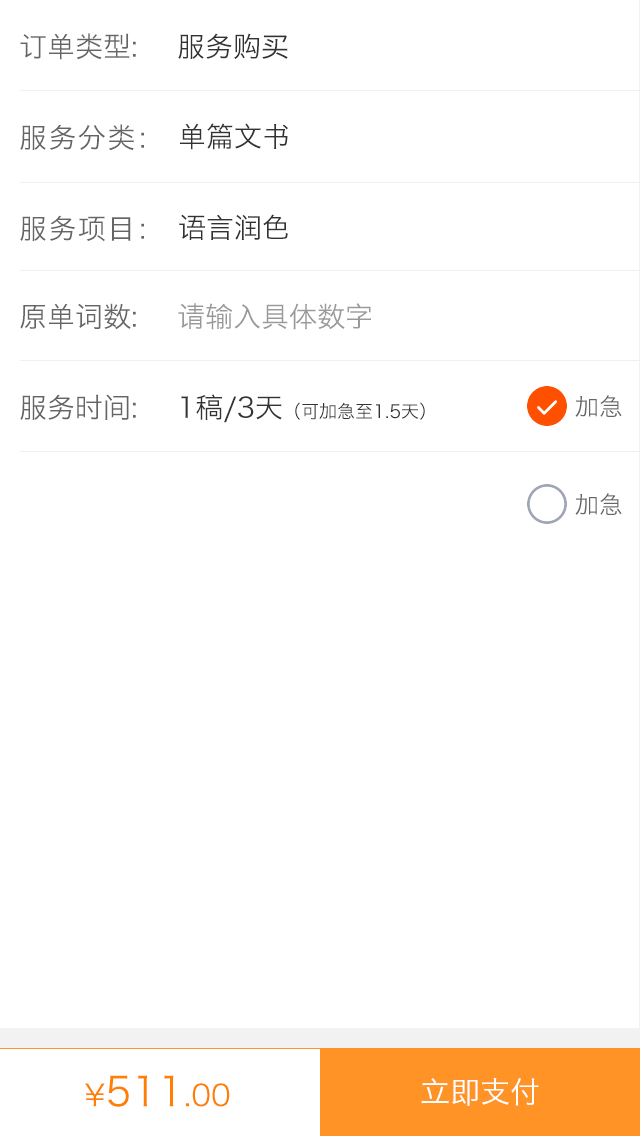 订单类型: 服务购买
服务分类: 单篇文书
服务项目: 语言润色
原单词数: 请输入具体数字
服务时间: 1稿/3天（可加急至1.5天） 加急
加急
¥511.00 立即支付